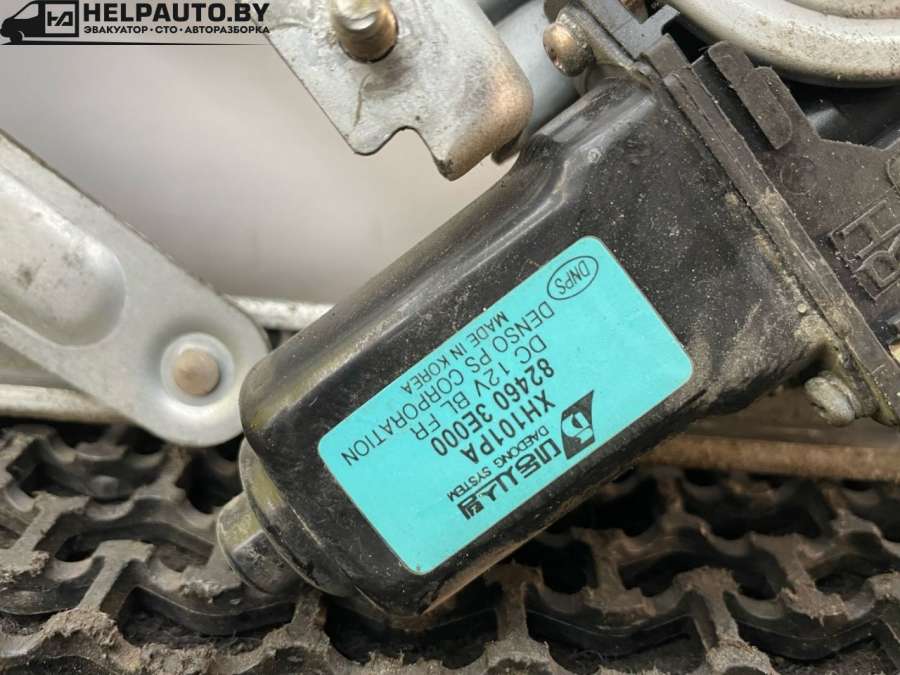 HELPAUTO.BY
ЭВАКУАТОР · СТО · АВТОРАЗБОРКА
DAEDONG SYSTEM
XH1101PA
82460 3E000
DC 12V BL FR
DENSO PS CORPORATION
MADE IN KOREA
DNPS